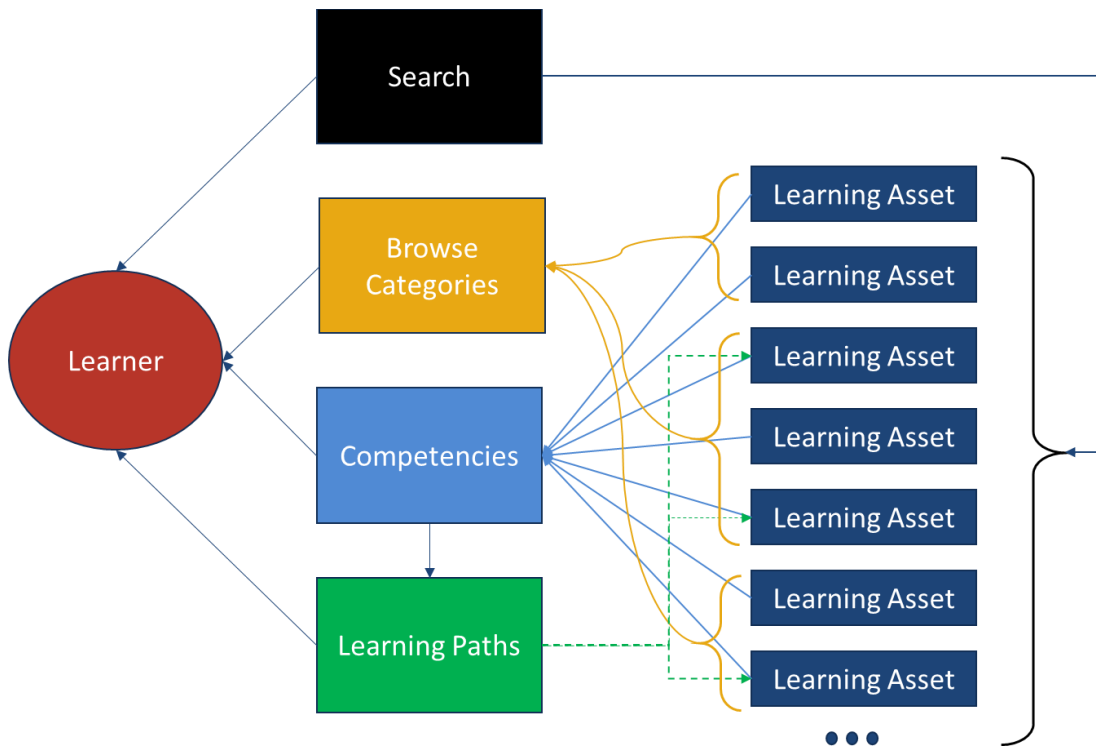 Search
Browse
Categories
Learner
Competencies
Learning Paths
Learning Asset
Learning Asset
Learning Asset
Learning Asset
Learning Asset
Learning Asset
Learning Asset